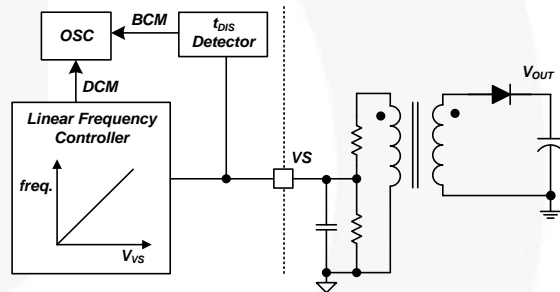 OSC
BCM
tDIS
Detector
DCM
Linear Frequency
Controller
freq.
VVS
VS
VOUT